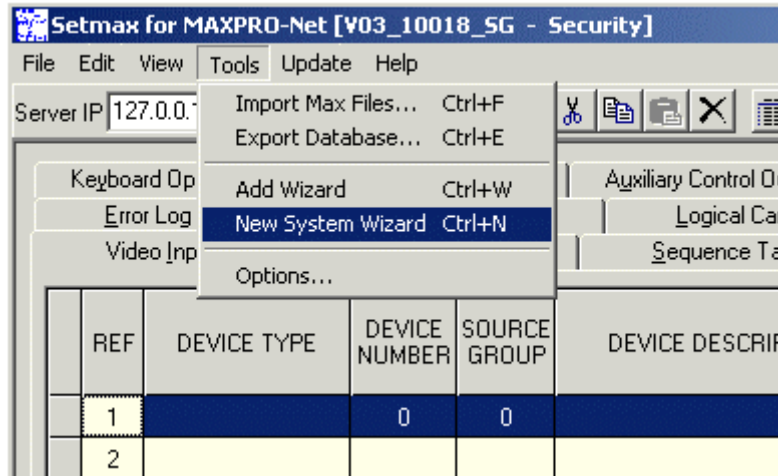 Setmax for MAXPRO-Net [V03_10018_SG - Security]
File Edit View Tools Update Help
Server IP 127.0.0.
Import Max Files... Ctrl+F
Export Database... Ctrl+E
Add Wizard Ctrl+W
New System Wizard Ctrl+N
Options...
Keyboard Op
Auxiliary Control O
Error Log
Logical Ca
Video Inp
Sequence Ta
REF DEVICE TYPE DEVICE NUMBER SOURCE GROUP DEVICE DESCRIP
1 0 0
2